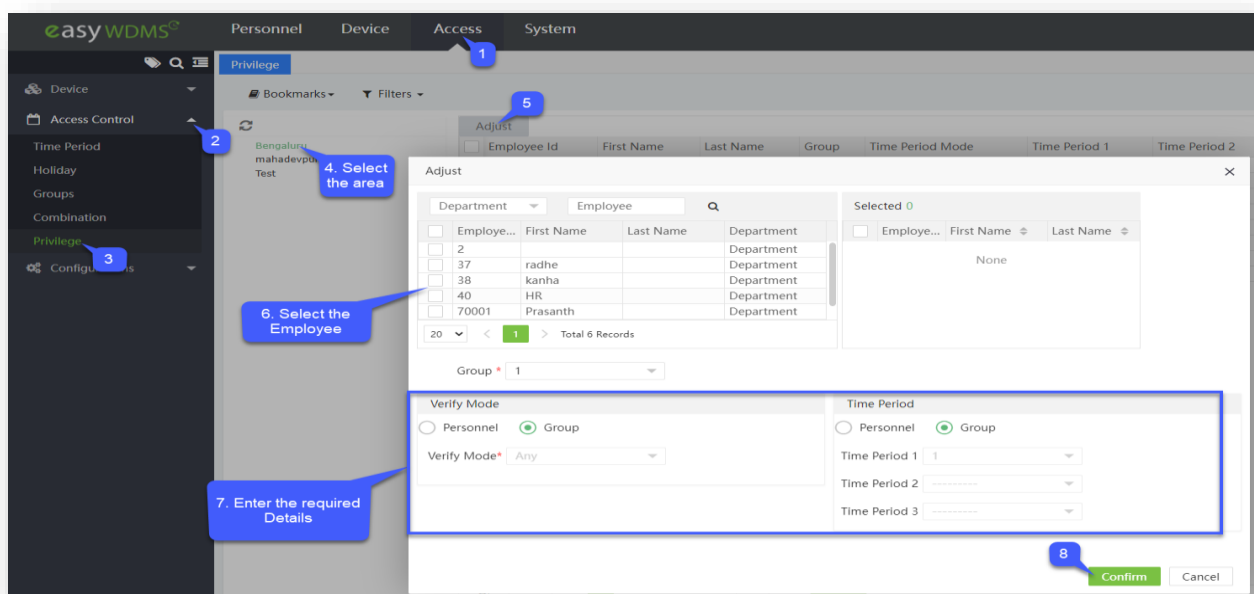 easy WDMS
Personnel Device Access System
1
Privilege
Device
Bookmarks Filters
5
Access Control
Adjust
2
Employee Id First Name Last Name Group Time Period Mode Time Period 1 Time Period 2
Time Period
Bengaluru
mahadevpu
Test
4. Select
the area
Holiday
Groups
Combination
Privilege
3
Adjust
Department Employee
Selected 0
Employe... First Name Last Name Department
Employe... First Name Last Name
2 Department
None
37 radhe Department
38 kanha Department
40 HR Department
70001 Prasanth Department
6. Select the
Employee
20 < 1 > Total 6 Records
Group * 1
Verify Mode
Time Period
Personnel Group
Personnel Group
Verify Mode* Any
Time Period 1 1
Time Period 2 ---------
Time Period 3 ---------
7. Enter the required
Details
8
Confirm Cancel